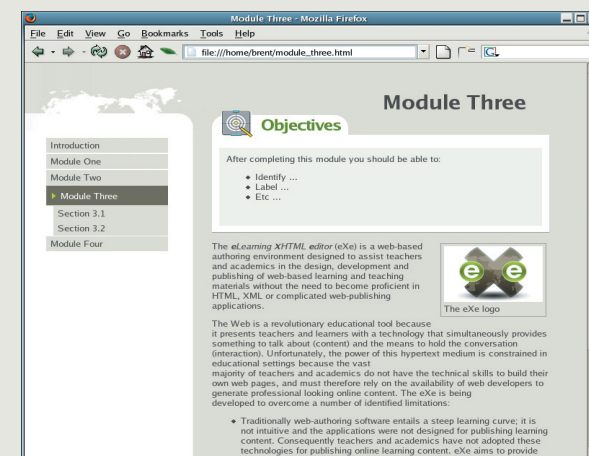 Module Three - Mozilla Firefox
File Edit View Go Bookmarks Tools Help
file:///home/brent/module_three.html
G
Module Three
Objectives
Introduction
Module One
Module Two
Module Three
Section 3.1
Section 3.2
Module Four
After completing this module you should be able to:
Identify ...
Label ...
Etc ...
The eLearning XHTML editor (eXe) is a web-based
authoring environment designed to assist teachers
and academics in the design, development and
publishing of web-based learning and teaching
materials without the need to become proficient in
HTML, XML or complicated web-publishing
applications.
e e
The eXe logo
The Web is a revolutionary educational tool because
it presents teachers and learners with a technology that simultaneously provides
something to talk about (content) and the means to hold the conversation
(interaction). Unfortunately, the power of this hypertext medium is constrained in
educational settings because the vast
majority of teachers and academics do not have the technical skills to build their
own web pages, and must therefore rely on the availability of web developers to
generate professional looking online content. The eXe is being
developed to overcome a number of identified limitations:
Traditionally web-authoring software entails a steep learning curve; it is
not intuitive and the applications were not designed for publishing learning
content. Consequently teachers and academics have not adopted these
technologies for publishing online learning content. eXe aims to provide